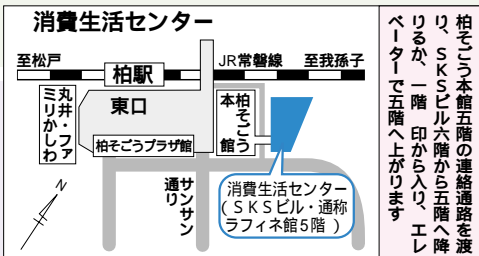 消費生活センター
至松戸
柏駅
JR常磐線
至我孫子
丸井・ファ
ミリかしわ
東口
柏そごう
本館
柏そごうプラザ館
サンサン
通り
N
消費生活センター
(SKSビル・通称
ラフィネ館5階)
柏そごう本館五階の連絡通路を渡
り、SKSビル六階から五階へ降
りるか、一階 印から入り、エレ
ベーターで五階へ上がります